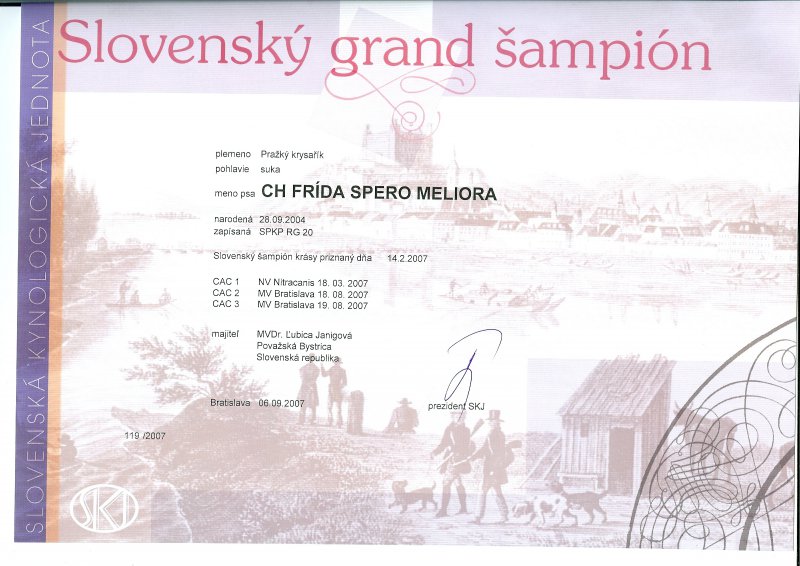 Slovenský grand šampión
SLOVENSKÁ KYNOLOGICKÁ JEDNOTA
plemeno Pražký krysařík
pohlavie suka
meno psa CH FRÍDA SPERO MELIORA
narodená 28.09.2004
zapísaná SPKP RG 20
Slovenský šampión krásy priznaný dňa 14.2.2007
CAC 1 NV Nitracanis 18. 03. 2007
CAC 2 MV Bratislava 18. 08. 2007
CAC 3 MV Bratislava 19. 08. 2007
majiteľ MVDr. Ľubica Janigová
Považská Bystrica
Slovenská republika
Bratislava 06.09.2007
prezident SKJ
119 /2007
SKJ